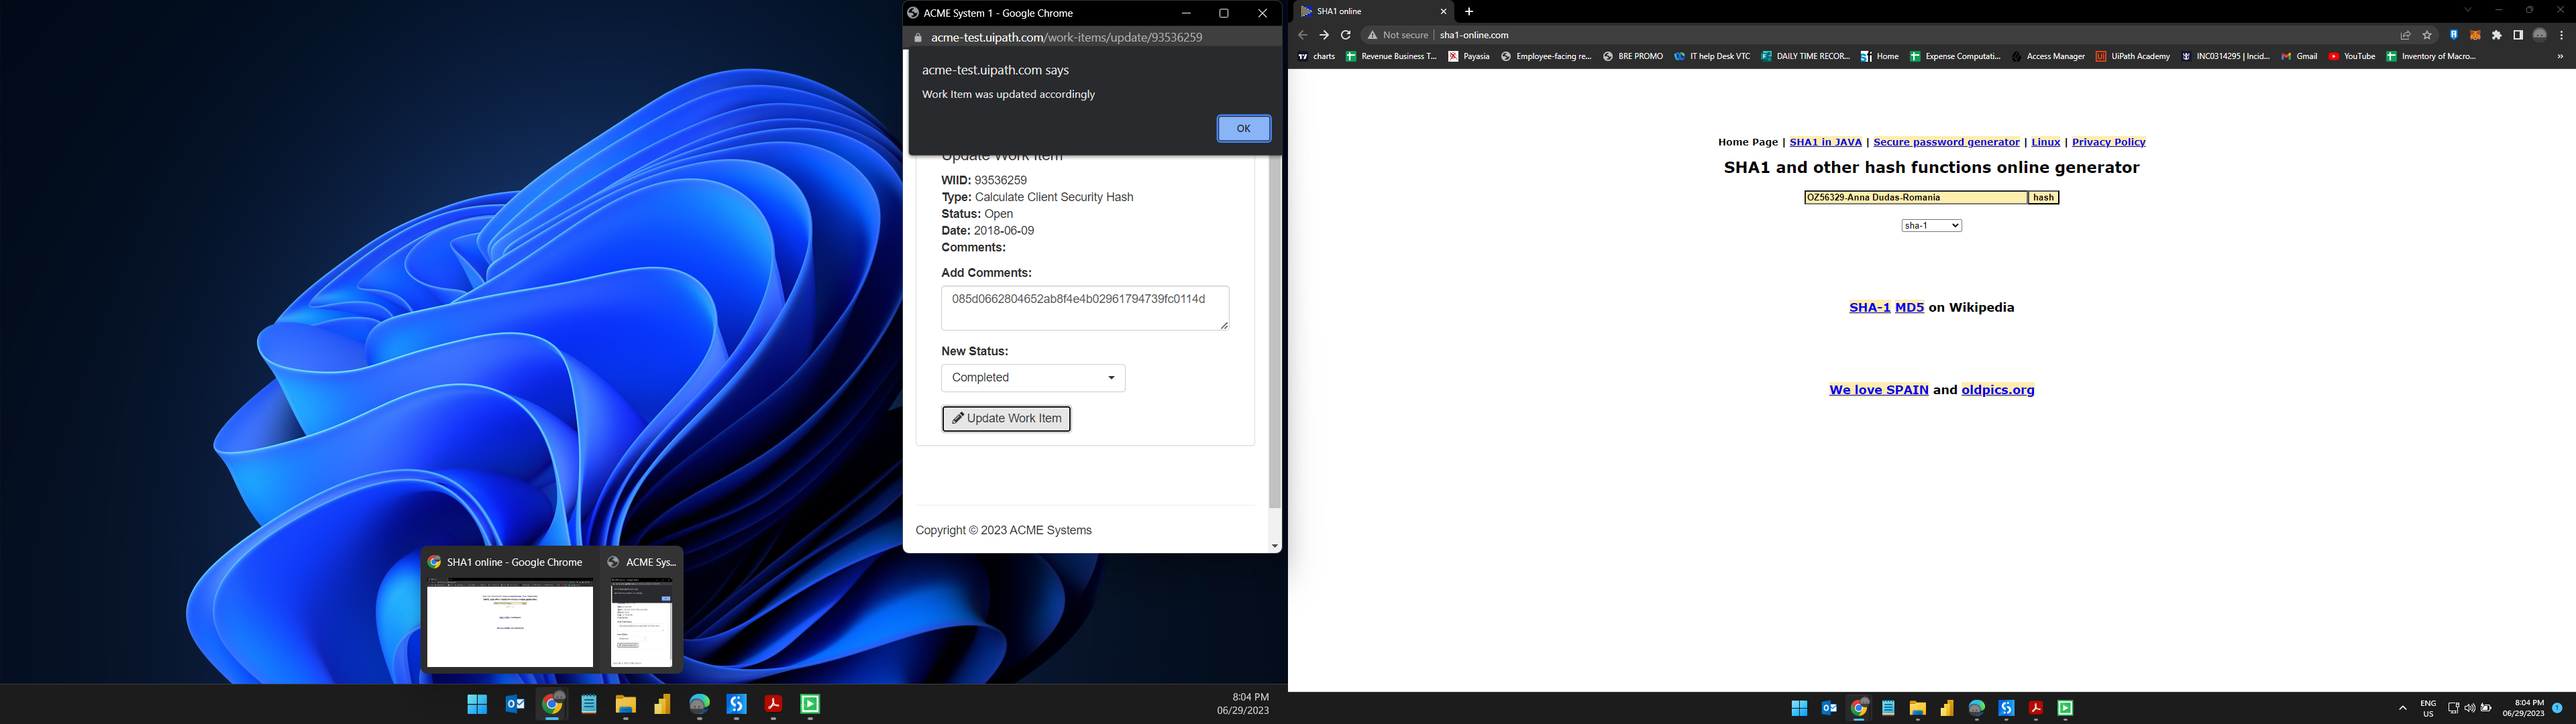 ACME System 1 - Google Chrome
acme-test.uipath.com/work-items/update/93536259
acme-test.uipath.com says
Work Item was updated accordingly
OK
Update Work Item
WIID: 93536259
Type: Calculate Client Security Hash
Status: Open
Date: 2018-06-09
Comments:
Add Comments:
085d0662804652ab8f4e4b02961794739fc0114d
New Status:
Completed
Update Work Item
Copyright © 2023 ACME Systems
SHA1 online - Google Chrome
ACME Sys...
8:04 PM
06/29/2023
SHA1 online
Not secure | sha1-online.com
charts Revenue Business T... Payasia Employee-facing re... BRE PROMO IT help Desk VTC DAILY TIME RECOR... Home Expense Computati... Access Manager UiPath Academy INC0314295 | Incid... Gmail YouTube Inventory of Macro... »
Home Page | SHA1 in JAVA | Secure password generator | Linux | Privacy Policy
SHA1 and other hash functions online generator
OZ56329-Anna Dudas-Romania hash
sha-1
SHA-1 MD5 on Wikipedia
We love SPAIN and oldpics.org
ENG
US
8:04 PM
06/29/2023
1